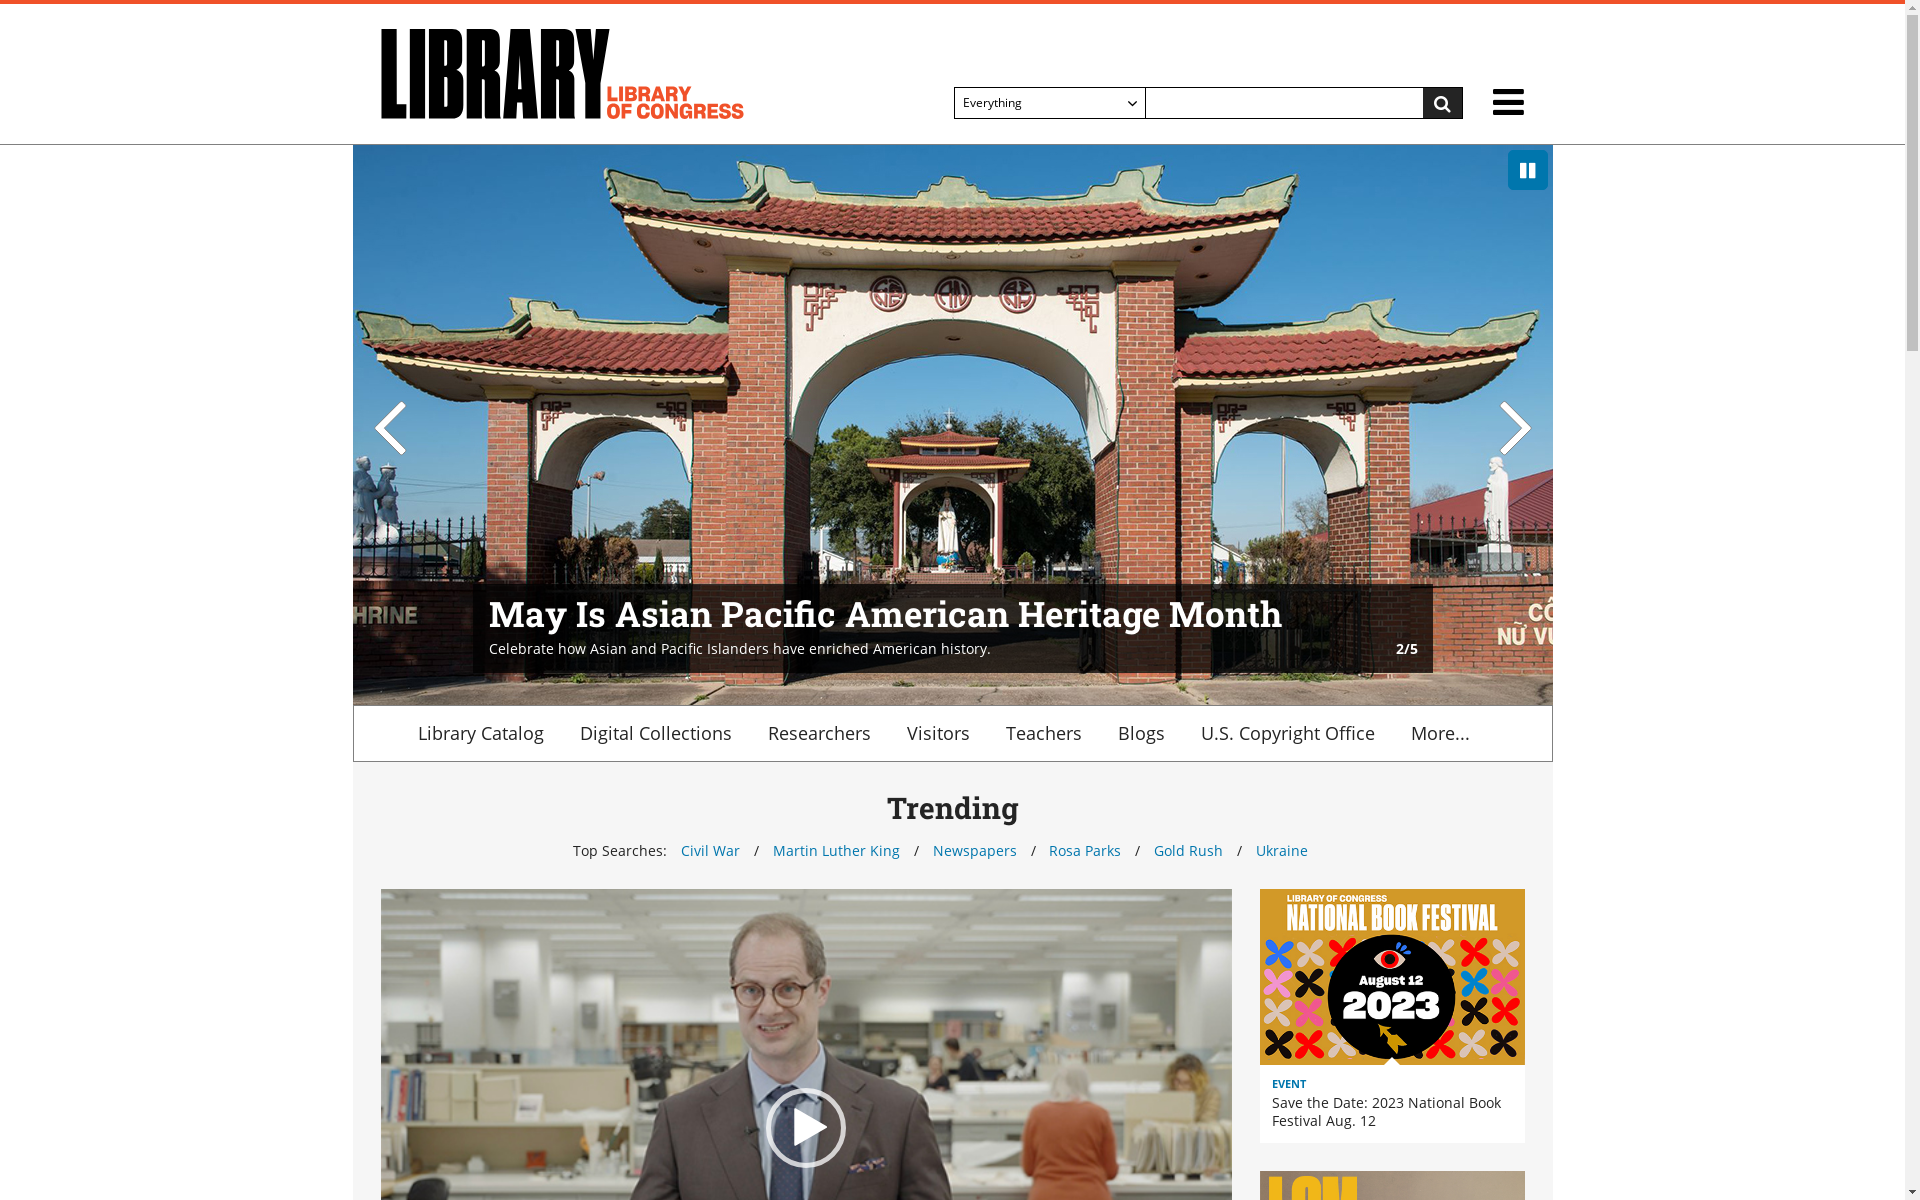 LIBRARY
LIBRARY
OF CONGRESS
Everything
HRINE
May Is Asian Pacific American Heritage Month
Celebrate how Asian and Pacific Islanders have enriched American history.
2/5
CÔ
NỮ VƯ
Library Catalog Digital Collections Researchers Visitors Teachers Blogs U.S. Copyright Office More...
Trending
Top Searches: Civil War / Martin Luther King / Newspapers / Rosa Parks / Gold Rush / Ukraine
LIBRARY OF CONGRESS
NATIONAL BOOK FESTIVAL
August 12
2023
EVENT
Save the Date: 2023 National Book
Festival Aug. 12